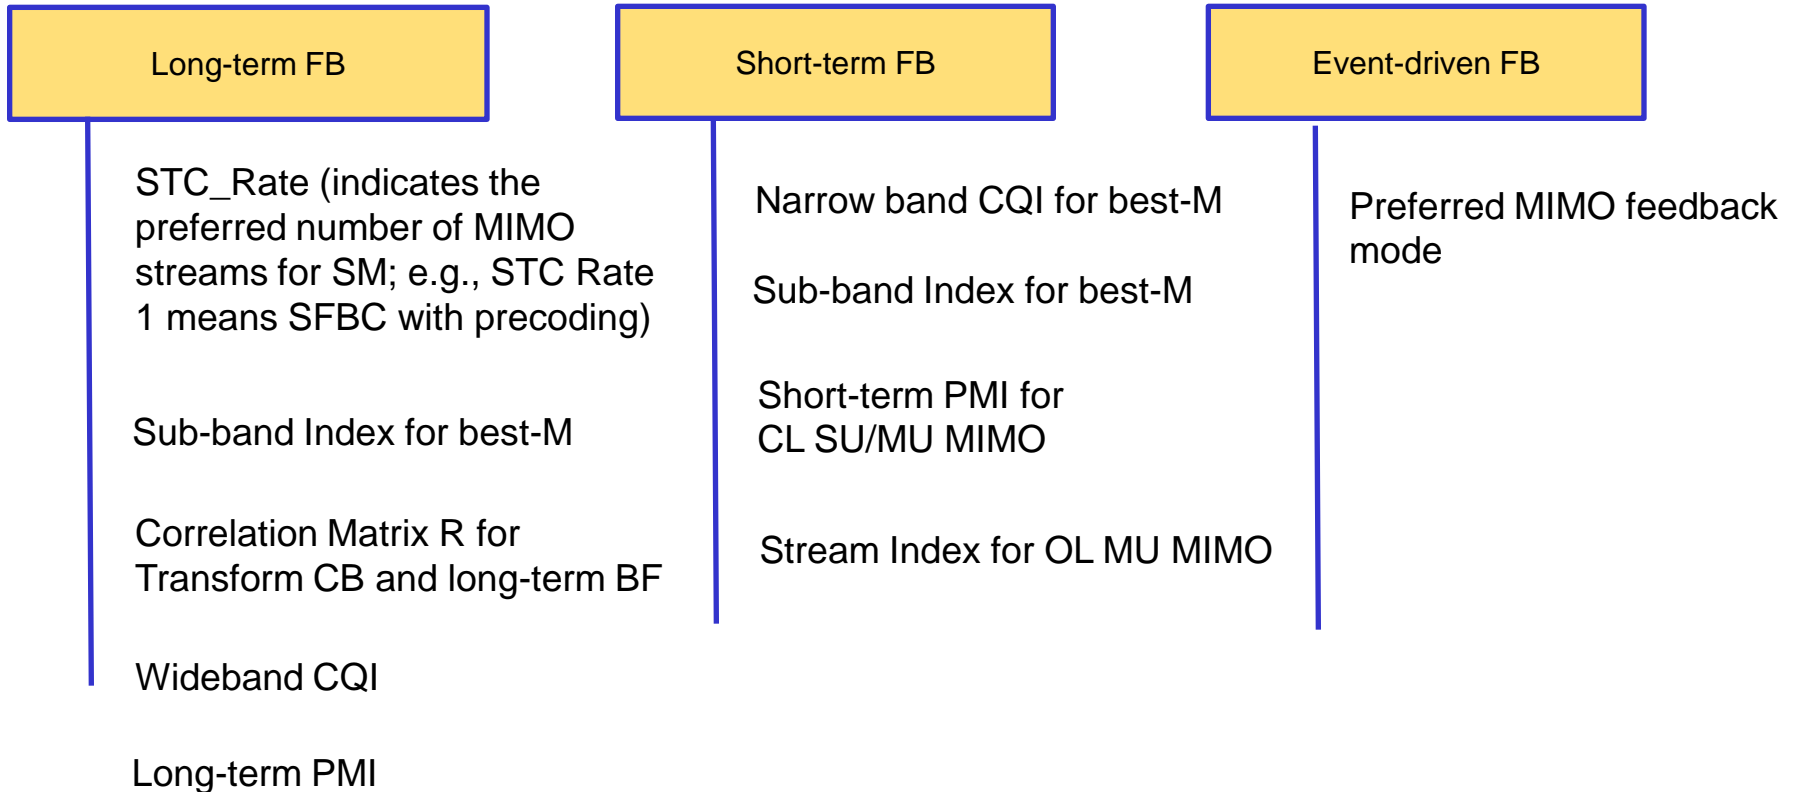 Long-term FB
STC_Rate (indicates the
preferred number of MIMO
streams for SM; e.g., STC Rate
1 means SFBC with precoding)
Sub-band Index for best-M
Correlation Matrix R for
Transform CB and long-term BF
Wideband CQI
Long-term PMI
Short-term FB
Narrow band CQI for best-M
Sub-band Index for best-M
Short-term PMI for
CL SU/MU MIMO
Stream Index for OL MU MIMO
Event-driven FB
Preferred MIMO feedback
mode